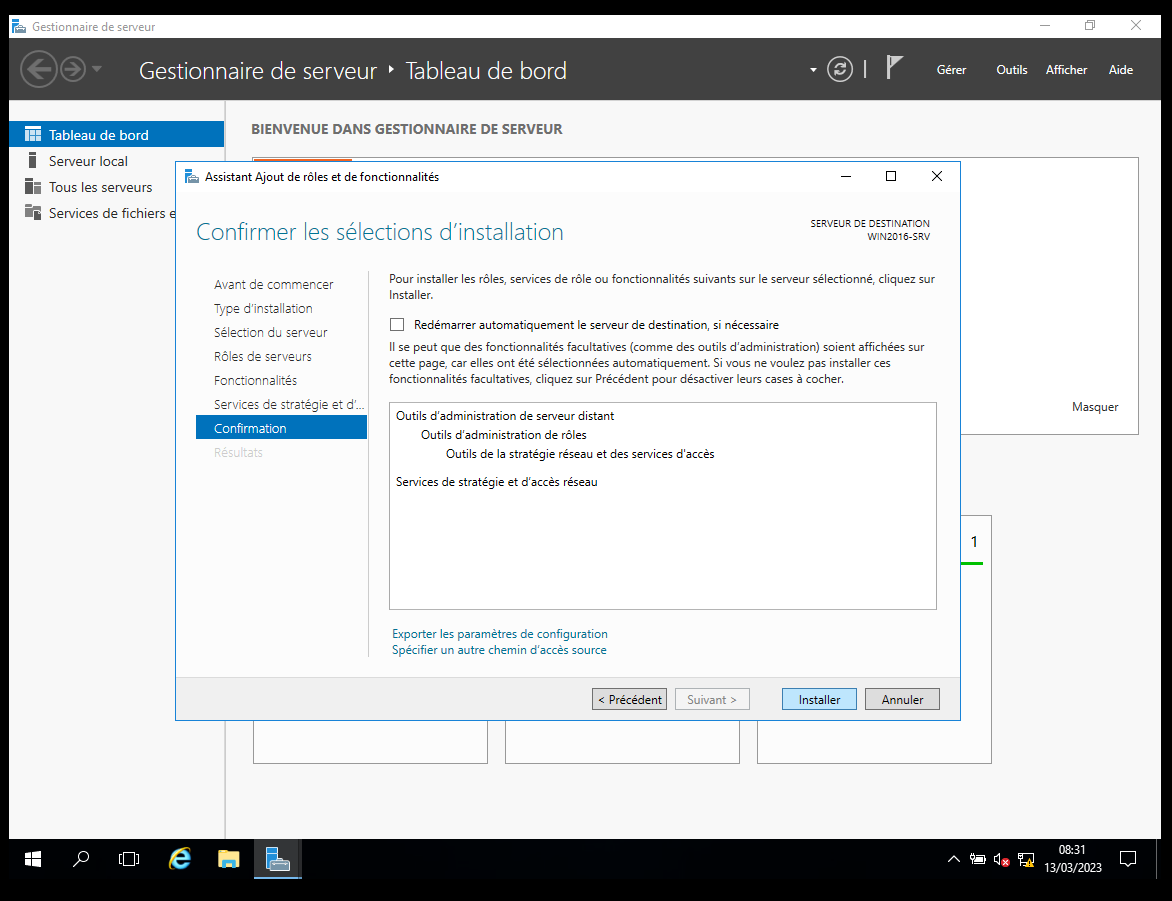 Gestionnaire de serveur
Gestionnaire de serveur ‣ Tableau de bord
Gérer Outils Afficher Aide
Tableau de bord
Serveur local
Tous les serveurs
Services de fichiers e
BIENVENUE DANS GESTIONNAIRE DE SERVEUR
Assistant Ajout de rôles et de fonctionnalités
Confirmer les sélections d'installation
SERVEUR DE DESTINATION
WIN2016-SRV
Avant de commencer
Type d'installation
Sélection du serveur
Rôles de serveurs
Fonctionnalités
Services de stratégie et d'...
Confirmation
Résultats
Pour installer les rôles, services de rôle ou fonctionnalités suivants sur le serveur sélectionné, cliquez sur
Installer.
Redémarrer automatiquement le serveur de destination, si nécessaire
Il se peut que des fonctionnalités facultatives (comme des outils d'administration) soient affichées sur
cette page, car elles ont été sélectionnées automatiquement. Si vous ne voulez pas installer ces
fonctionnalités facultatives, cliquez sur Précédent pour désactiver leurs cases à cocher.
Outils d'administration de serveur distant
Outils d'administration de rôles
Outils de la stratégie réseau et des services d'accès
Services de stratégie et d'accès réseau
Exporter les paramètres de configuration
Spécifier un autre chemin d'accès source
< Précédent Suivant > Installer Annuler
Masquer
1
08:31
13/03/2023